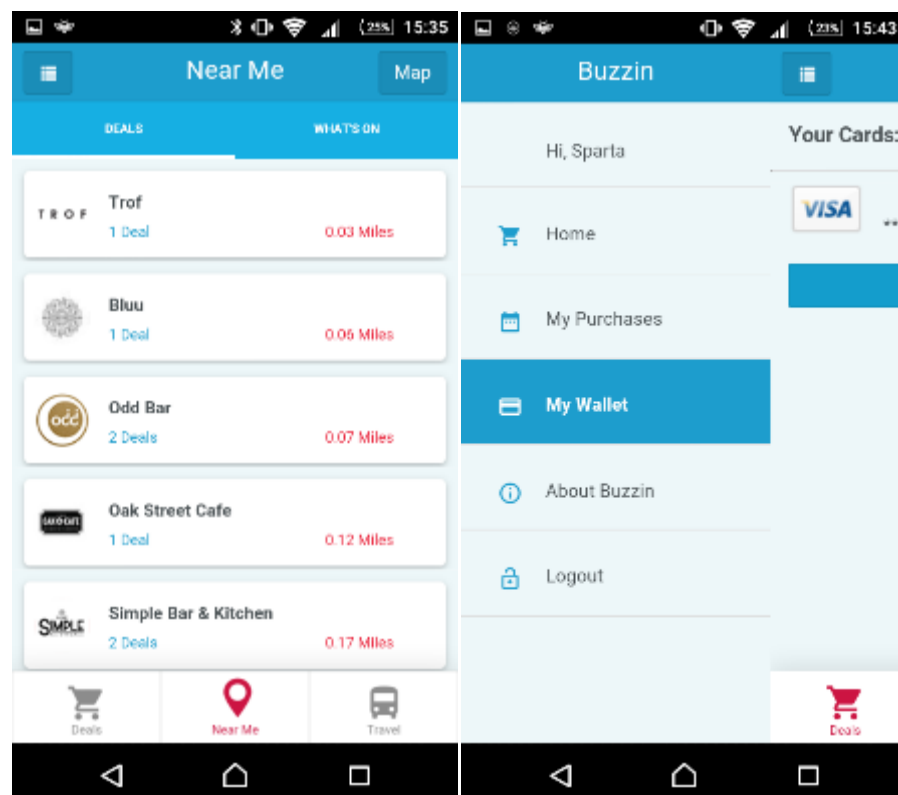 25% 15:35
Near Me
Map
DEALS
WHAT'S ON
TROF
Trof
1 Deal
0.03 Miles
Bluu
1 Deal
0.06 Miles
odd
Odd Bar
2 Deals
0.07 Miles
Oak Street Cafe
1 Deal
0.12 Miles
SIMPLE
Simple Bar & Kitchen
2 Deals
0.17 Miles
Deals
Near Me
Travel
23% 15:43
Buzzin
Hi, Sparta
Home
My Purchases
My Wallet
About Buzzin
Logout
Your Cards:
VISA
**
Deals